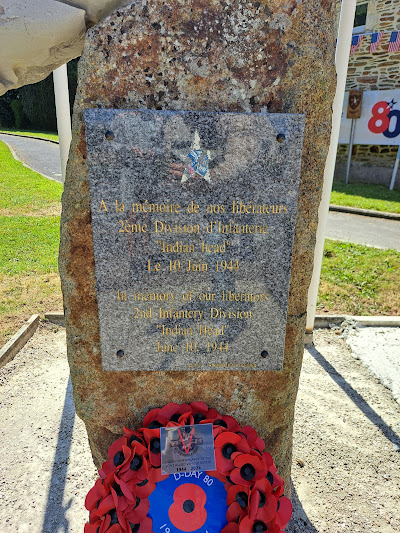 80
A la mémoire de nos libérateurs
2ème Division d'Infanterie
Indian head
Le 10 Juin 1944
In memory of our liberators
2nd Infantery Division
Indian Head
June 10, 1944
D-DAY 80